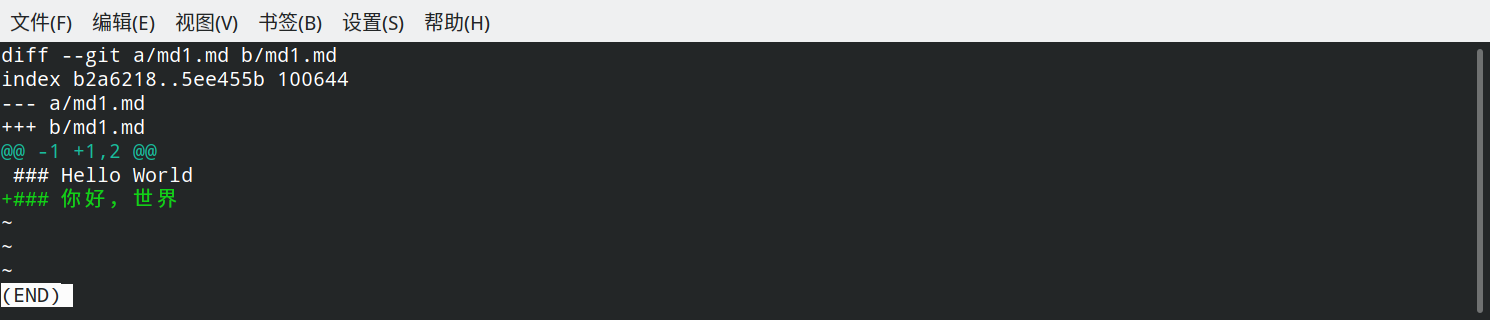 文件(F) 编辑(E) 视图(V) 书签(B) 设置(S) 帮助(H)
diff --git a/md1.md b/md1.md
index b2a6218..5ee455b 100644
--- a/md1.md
+++ b/md1.md
@@ -1 +1,2 @@
 ### Hello World
+### 你好，世界
~
~
~
(END)